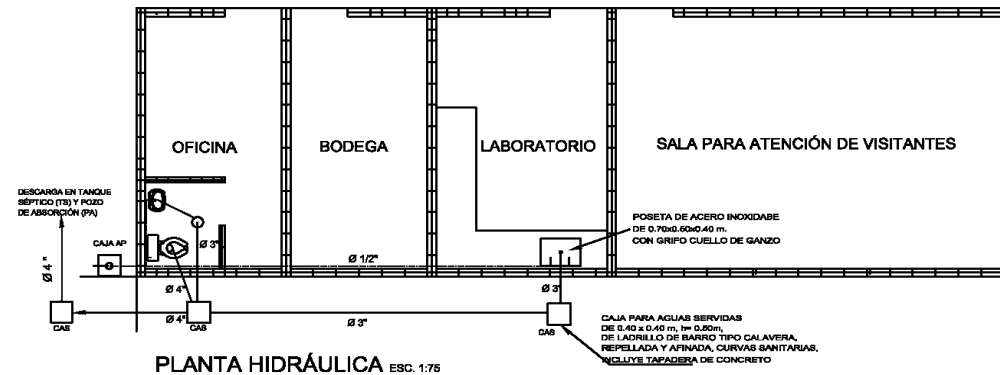 OFICINA
BODEGA
LABORATORIO
SALA PARA ATENCIÓN DE VISITANTES
DESCARGA EN TANQUE
SÉPTICO (TS) Y POZO
DE ABSORCIÓN (PA)
CAJA AP
Ø 4"
Ø 3"
Ø 1/2"
POSETA DE ACERO INOXIDABE
DE 0.70x0.60x0.40 m.
CON GRIFO CUELLO DE GANZO
Ø 4"
Ø 3"
Ø 4"
Ø 3"
CAS
CAS
CAS
CAJA PARA AGUAS SERVIDAS
DE 0.40 x 0.40 m, h= 0.50m,
DE LADRILLO DE BARRO TIPO CALAVERA,
REPELLADA Y AFINADA, CURVAS SANITARIAS,
INCLUYE TAPADERA DE CONCRETO
PLANTA HIDRÁULICA ESC. 1:75